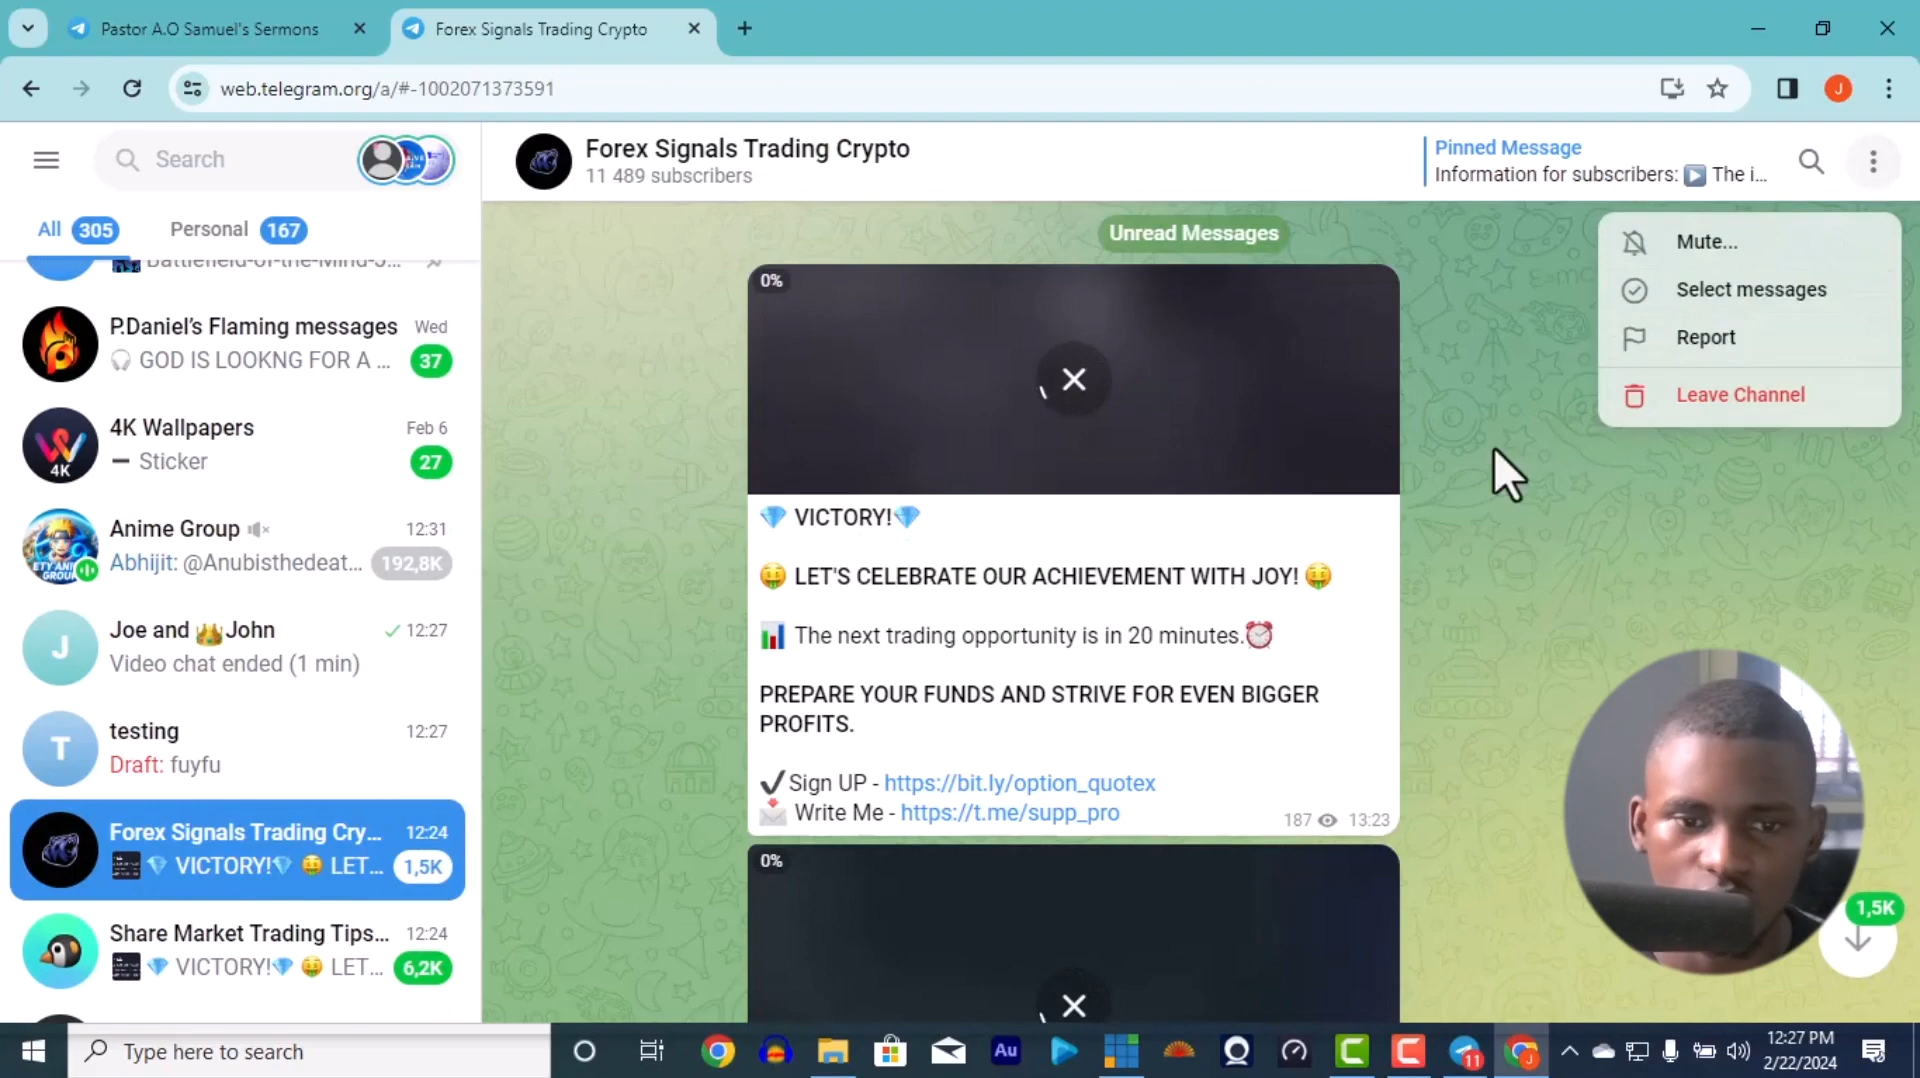 Pastor A.O Samuel's Sermons
Forex Signals Trading Crypto
web.telegram.org/a/#-1002071373591
J
Search
All 305
Personal 167
Battlefield-of-the-Mind-J...
P.Daniel's Flaming messages Wed
🎧 GOD IS LOOKNG FOR A ... 37
4K
4K Wallpapers Feb 6
Sticker 27
Anime Group 12:31
Abhijit: @Anubisthedeat... 192,8K
J
Joe and 👑John 12:27
Video chat ended (1 min)
T
testing 12:27
Draft: fuyfu
Forex Signals Trading Cry... 12:24
💎 VICTORY!💎 🤑 LET... 1,5K
Share Market Trading Tips... 12:24
💎 VICTORY!💎 🤑 LET... 6,2K
Forex Signals Trading Crypto
11 489 subscribers
Pinned Message
Information for subscribers: ▶️ The i...
Mute...
Select messages
Report
Leave Channel
Unread Messages
0%
💎 VICTORY!💎
🤑 LET'S CELEBRATE OUR ACHIEVEMENT WITH JOY! 🤑
📊 The next trading opportunity is in 20 minutes.⏰
PREPARE YOUR FUNDS AND STRIVE FOR EVEN BIGGER
PROFITS.
✔️Sign UP - https://bit.ly/option_quotex
📩 Write Me - https://t.me/supp_pro
187 13:23
0%
1,5K
Type here to search
Au
11
J
12:27 PM
2/22/2024